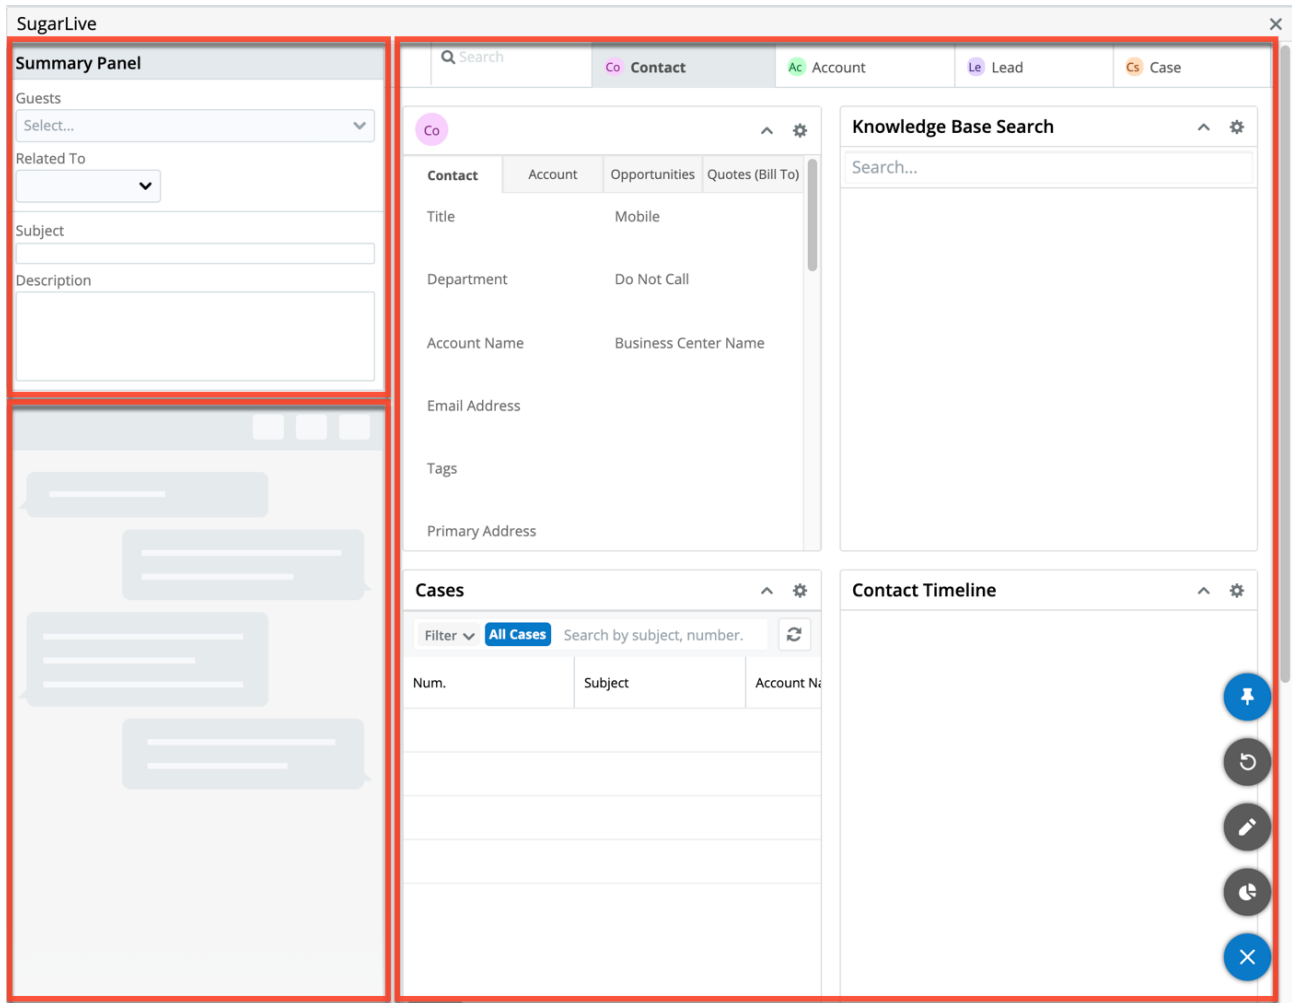 SugarLive
Summary Panel
Guests
Select...
Related To
Subject
Description
Search
Co Contact
Ac Account
Le Lead
Cs Case
Co
Contact Account Opportunities Quotes (Bill To)
Title Mobile
Department Do Not Call
Account Name Business Center Name
Email Address
Tags
Primary Address
Knowledge Base Search
Search...
Cases
Filter All Cases Search by subject, number.
Num. Subject Account Na
Contact Timeline